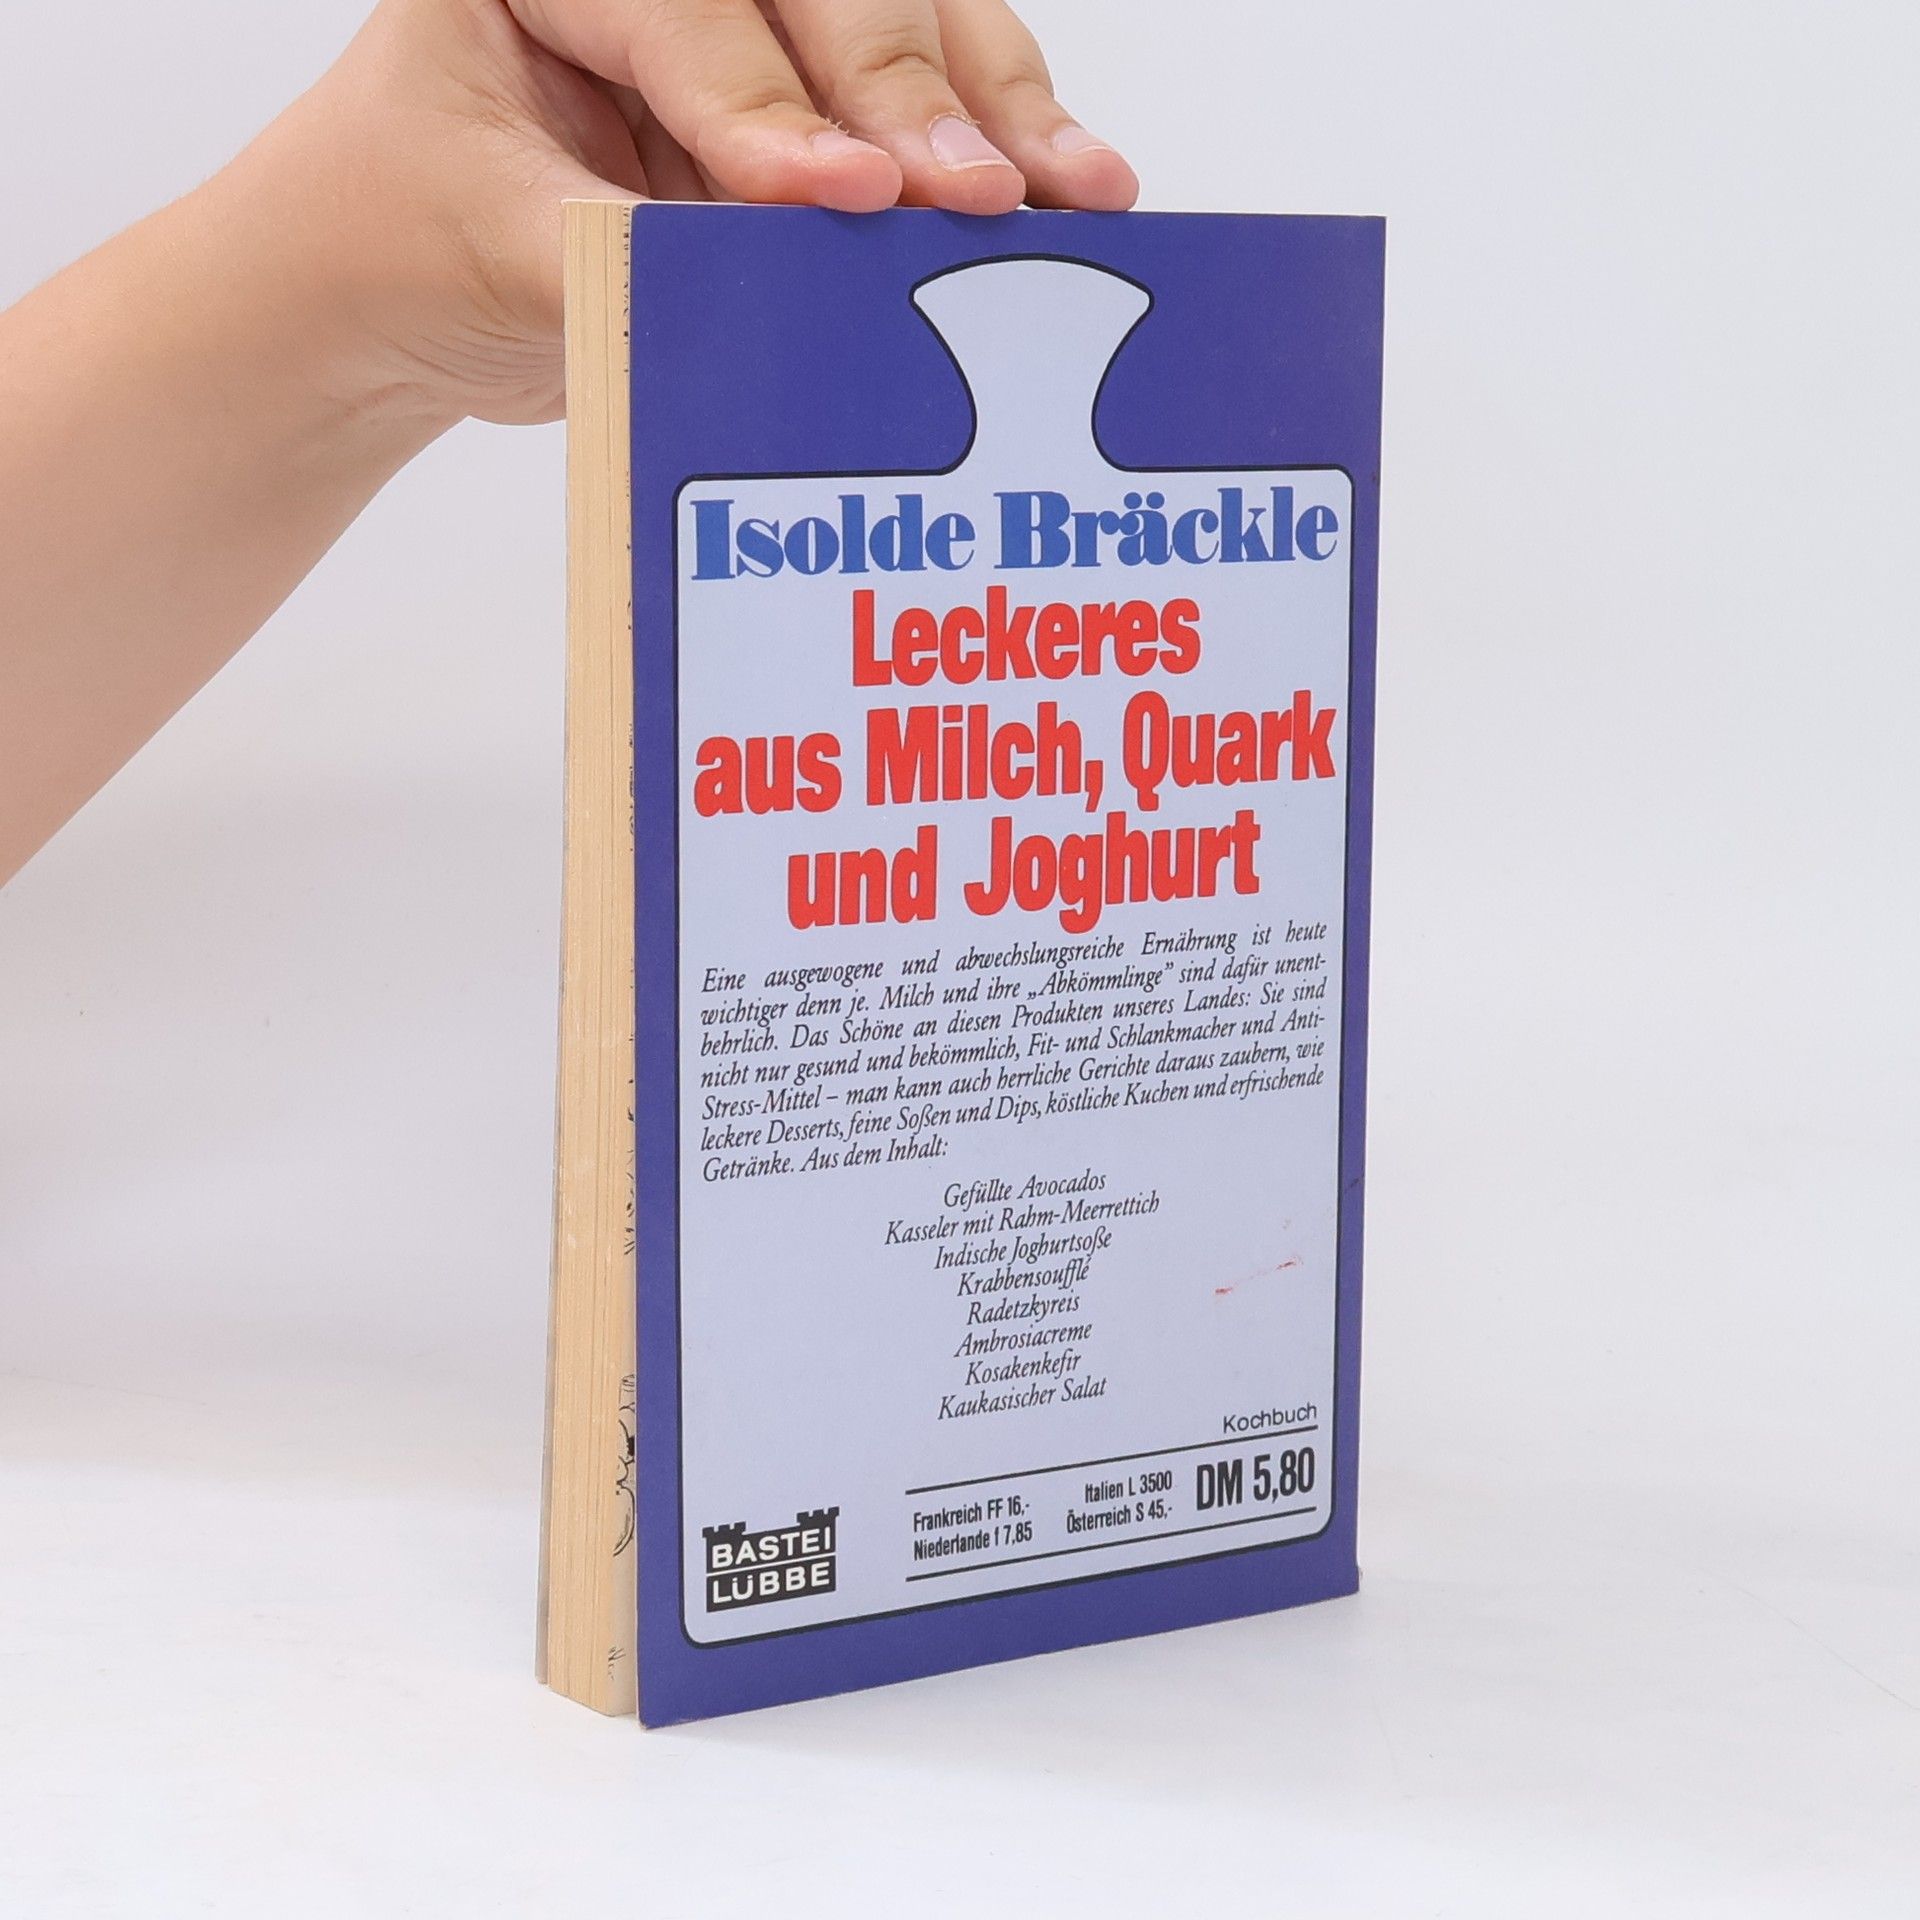 Isolde Bräckle
Leckeres
aus Milch, Quark
und Joghurt
Eine ausgewogene und abwechslungsreiche Ernährung ist heute
wichtiger denn je. Milch und ihre „Abkömmlinge” sind dafür unent-
behrlich. Das Schöne an diesen Produkten unseres Landes: Sie sind
nicht nur gesund und bekömmlich, Fit- und Schlankmacher und Anti-
Stress-Mittel – man kann auch herrliche Gerichte daraus zaubern, wie
leckere Desserts, feine Soßen und Dips, köstliche Kuchen und erfrischende
Getränke. Aus dem Inhalt:
Gefüllte Avocados
Kasseler mit Rahm-Meerrettich
Indische Joghurtsoße
Krabbensoufflé
Radetzkyreis
Ambrosiacreme
Kosakenkefir
Kaukasischer Salat
Kochbuch
Frankreich FF 16,- Italien L 3500 DM 5,80
Niederlande f 7,85 Österreich S 45,-
BASTEI
LÜBBE